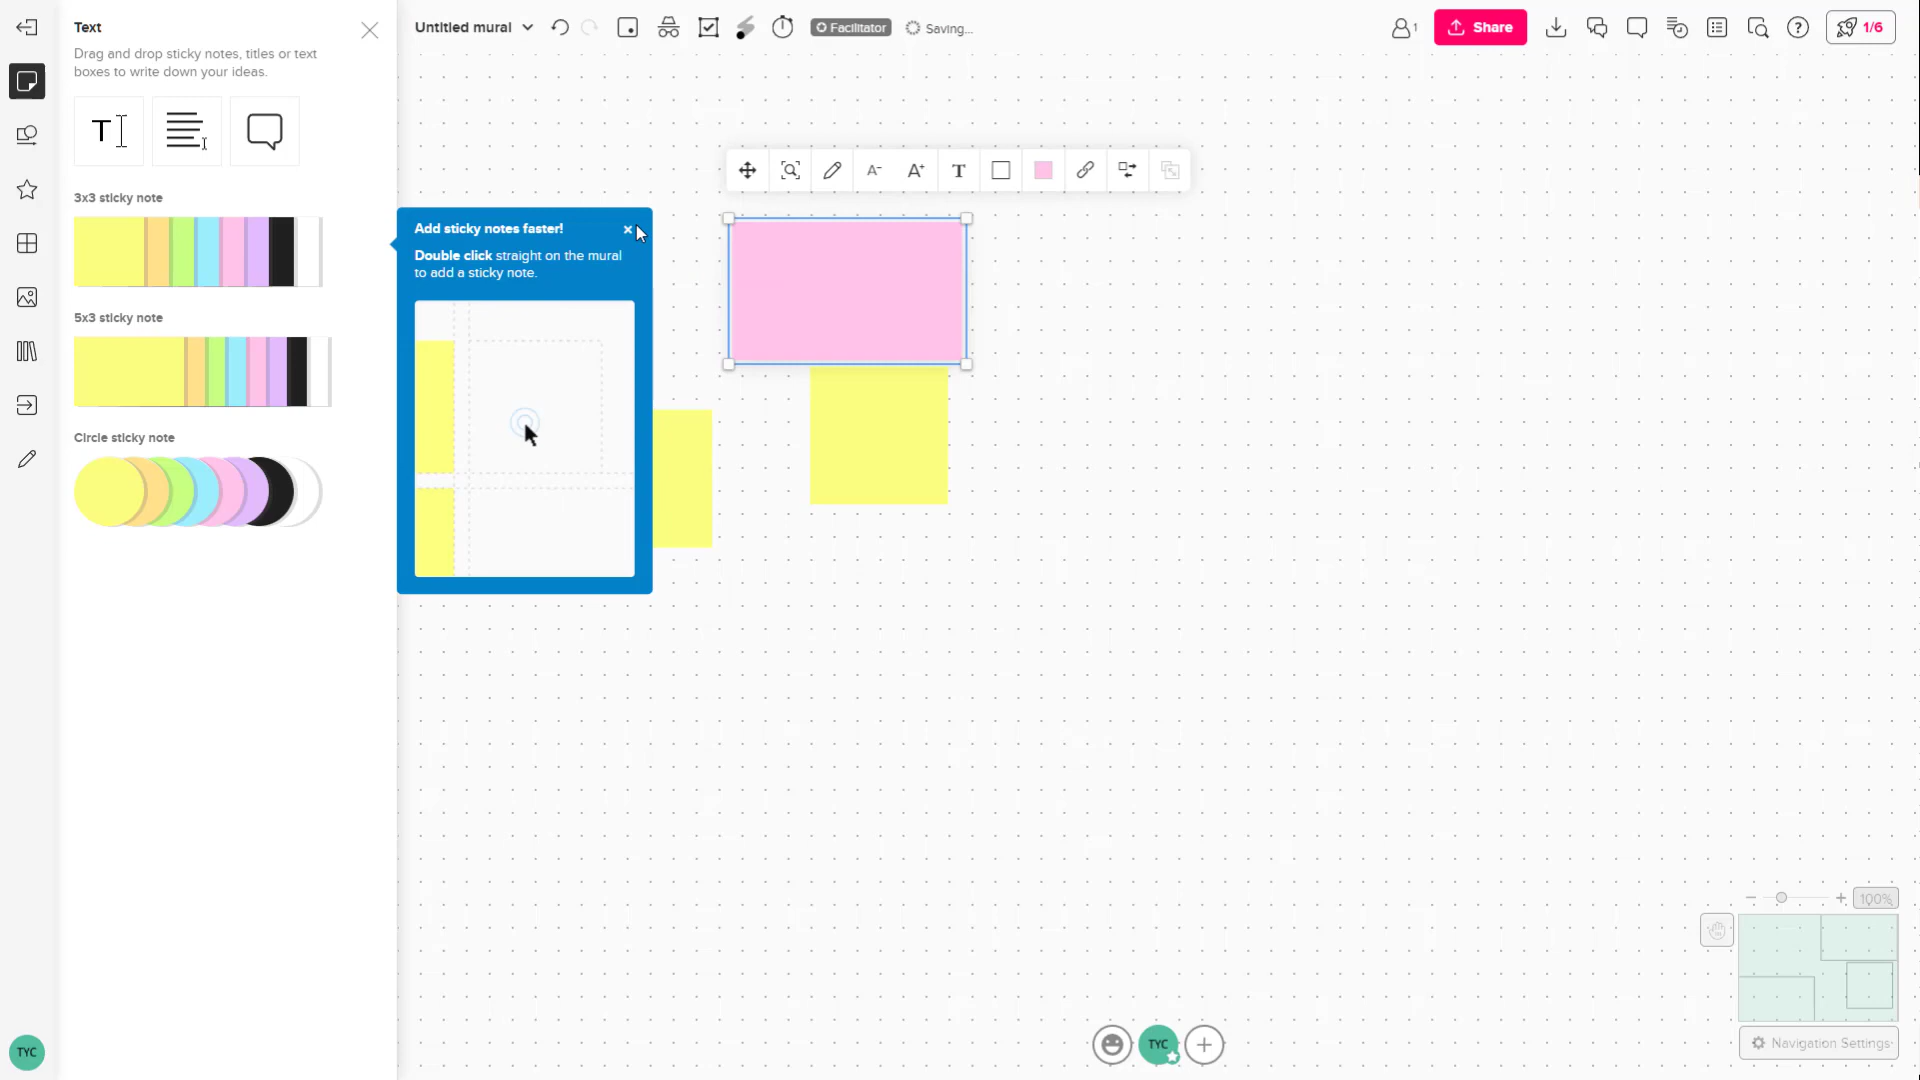 Text
Drag and drop sticky notes, titles or text
boxes to write down your ideas.
T
3x3 sticky note
5x3 sticky note
Circle sticky note
TYC
Untitled mural
Facilitator
Saving...
1
Share
?
1/6
A-
A+
T
Add sticky notes faster!
×
Double click straight on the mural
to add a sticky note.
100%
TYC
Navigation Settings